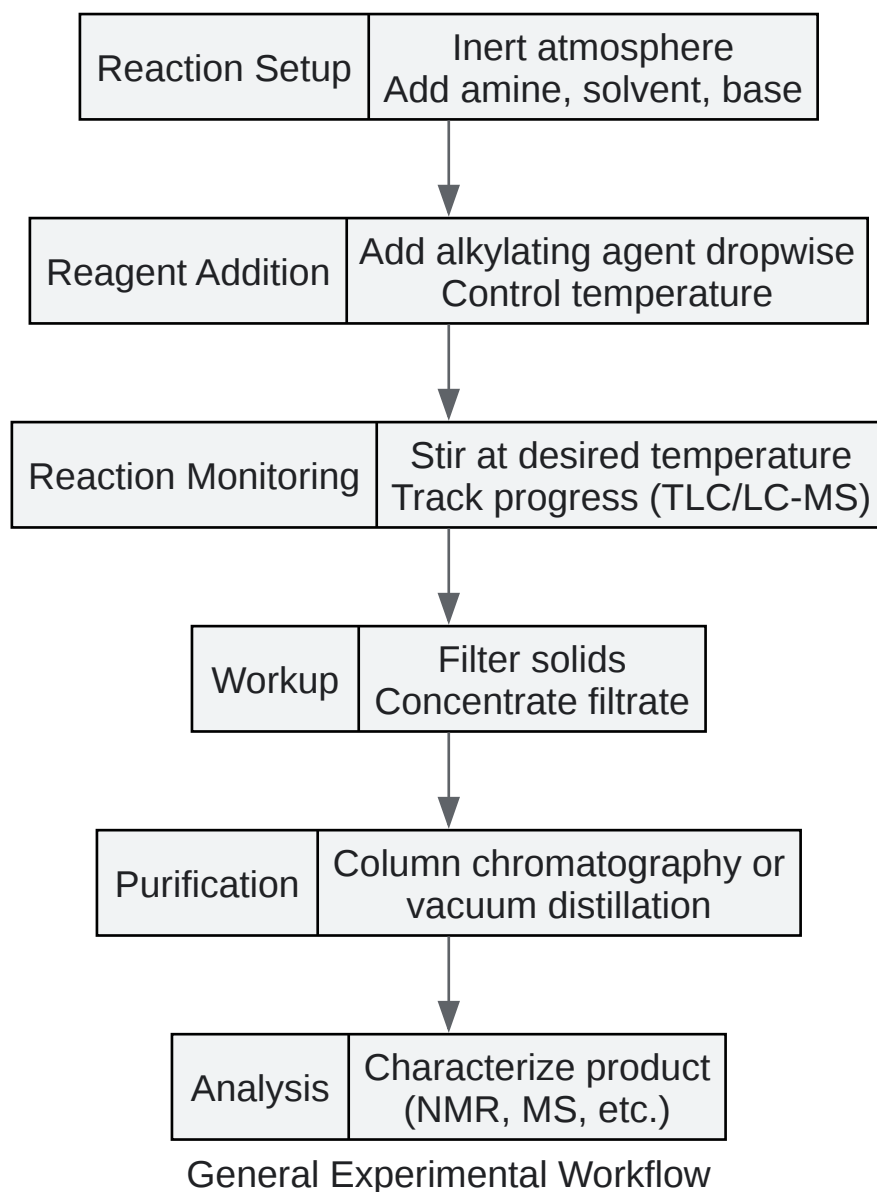 Reaction Setup
Inert atmosphere
Add amine, solvent, base
Reagent Addition
Add alkylating agent dropwise
Control temperature
Reaction Monitoring
Stir at desired temperature
Track progress (TLC/LC-MS)
Workup
Filter solids
Concentrate filtrate
Purification
Column chromatography or
vacuum distillation
Analysis
Characterize product
(NMR, MS, etc.)
General Experimental Workflow